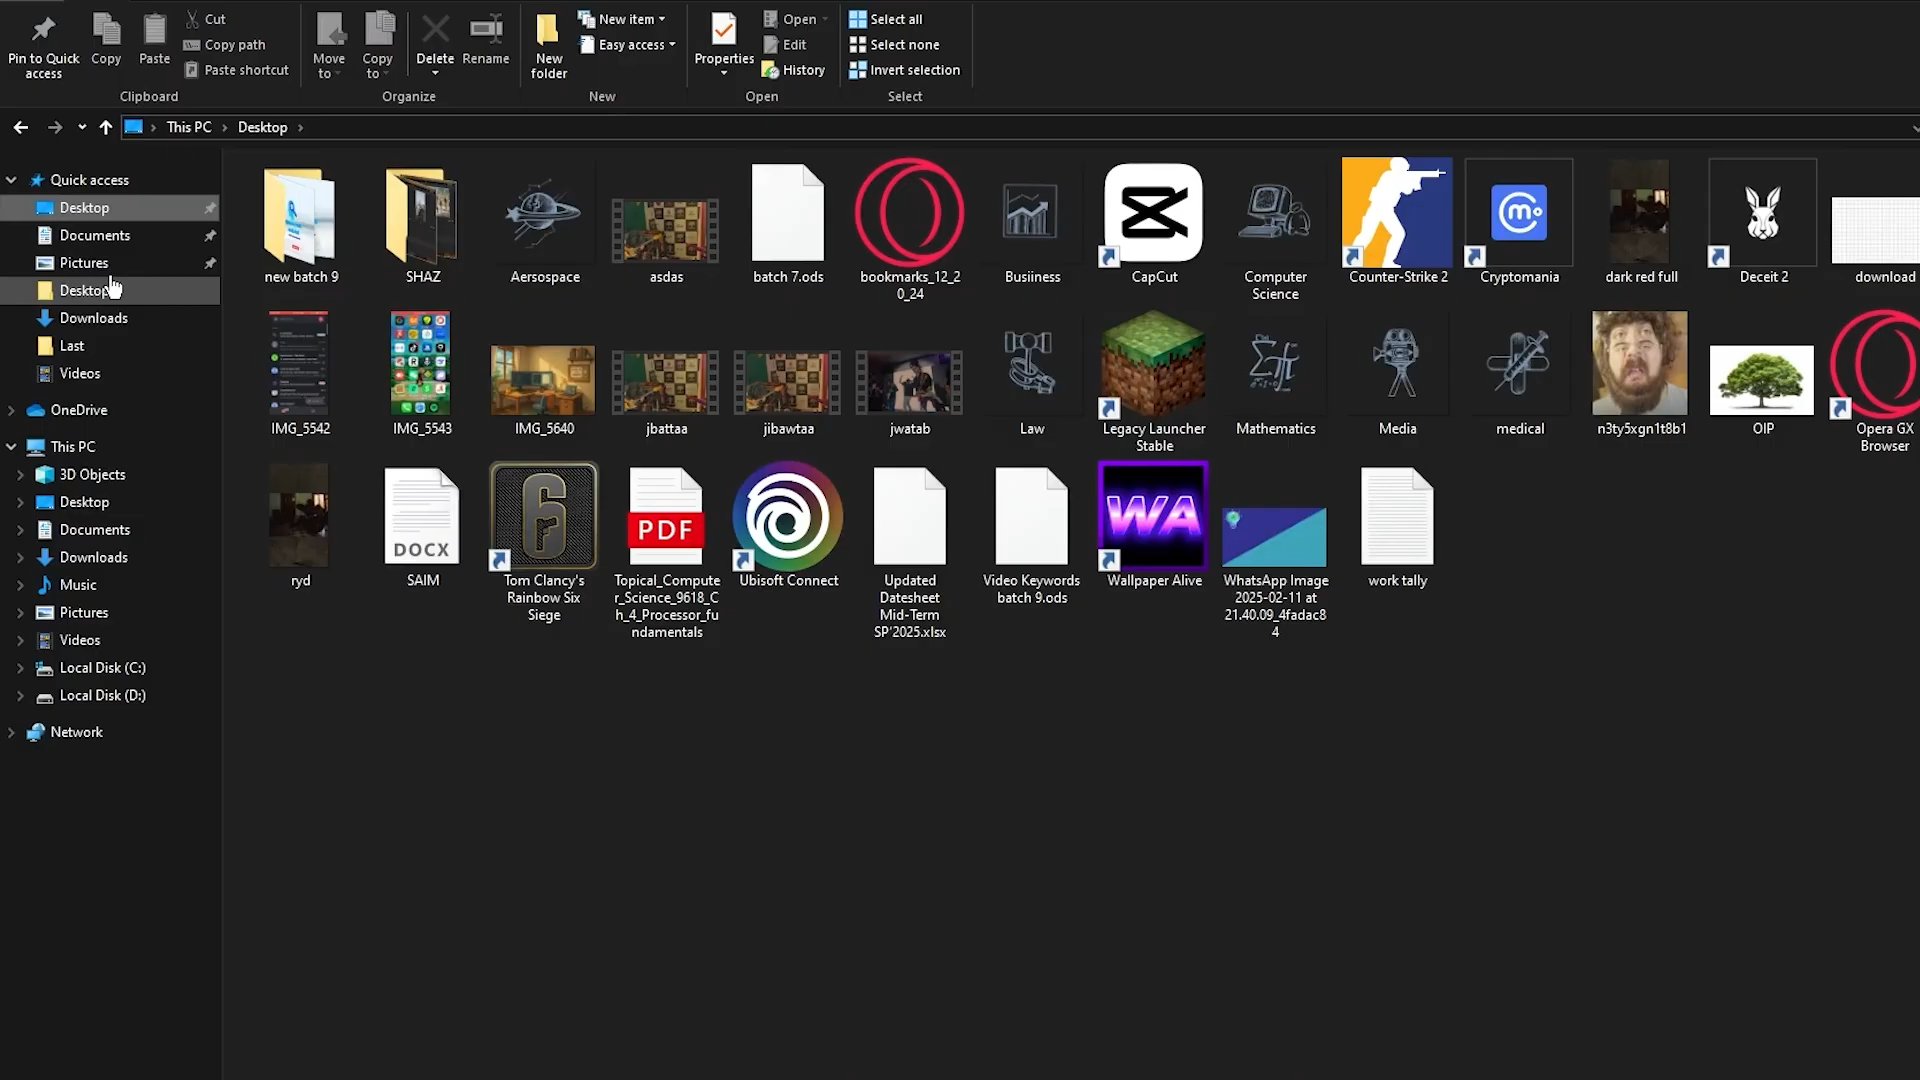 Pin to Quick access
Copy
Paste
Cut
Copy path
Paste shortcut
Clipboard
Move to
Copy to
Delete
Rename
Organize
New folder
New item
Easy access
New
Properties
Open
Edit
History
Open
Select all
Select none
Invert selection
Select
This PC
Desktop
Quick access
Desktop
Documents
Pictures
Desktop
Downloads
Last
Videos
OneDrive
This PC
3D Objects
Desktop
Documents
Downloads
Music
Pictures
Videos
Local Disk (C:)
Local Disk (D:)
Network
new batch 9
SHAZ
Aerospace
asdas
batch 7.ods
bookmarks_12_2
0_24
Busiiness
CapCut
Computer
Science
Counter-Strike 2
Cryptomania
dark red full
Deceit 2
download
IMG_5542
IMG_5543
IMG_5640
jbattaa
jibawtaa
jwatab
Law
Legacy Launcher
Stable
Mathematics
Media
medical
n3ty5xgn1t8b1
OIP
Opera GX
Browser
ryd
DOCX
SAIM
6
Tom Clancy's
Rainbow Six
Siege
PDF
Topical_Compute
r_Science_9618_C
h_4_Processor_fu
ndamentals
Ubisoft Connect
Updated
Datesheet
Mid-Term
SP'2025.xlsx
Video Keywords
batch 9.ods
WA
Wallpaper Alive
WhatsApp Image
2025-02-11 at
21.40.09_4fadac8
4
work tally